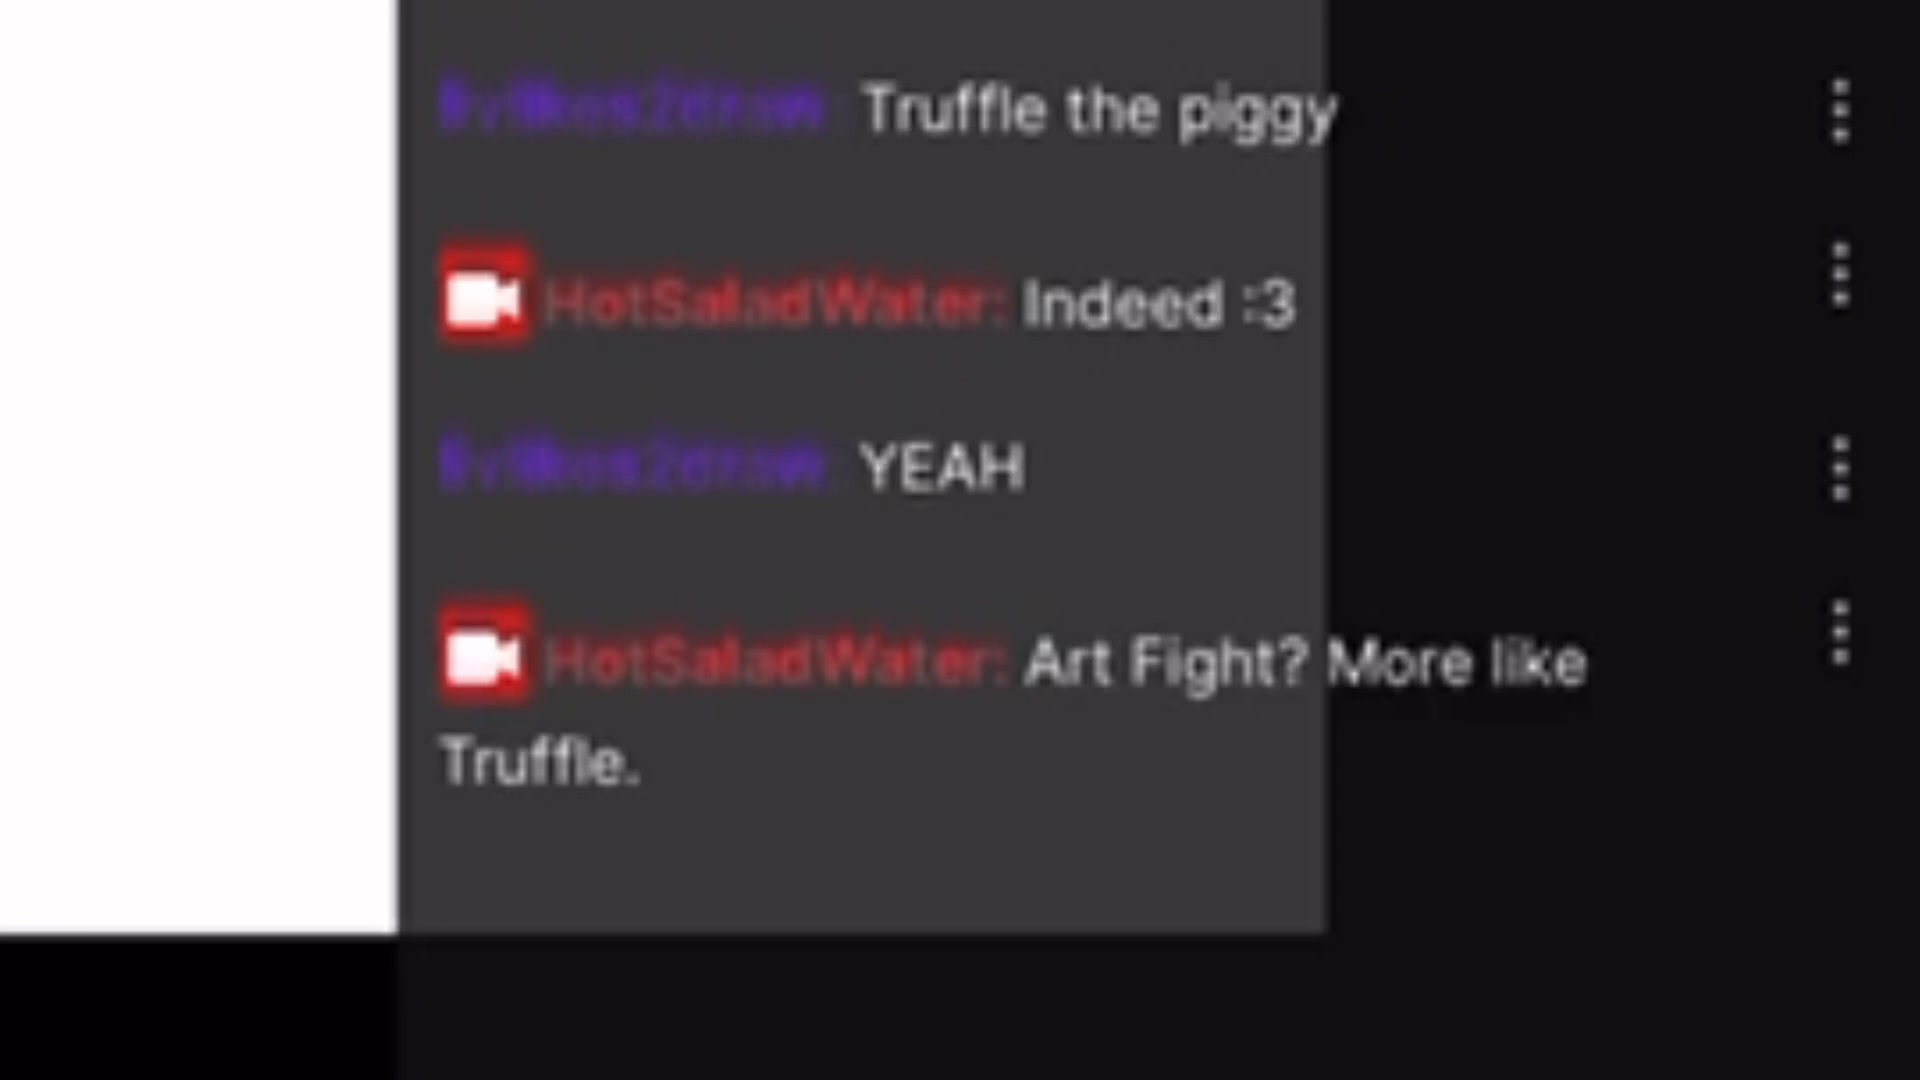 Truffle the piggy
HotSaladWater: Indeed :3
YEAH
HotSaladWater: Art Fight? More like
Truffle.